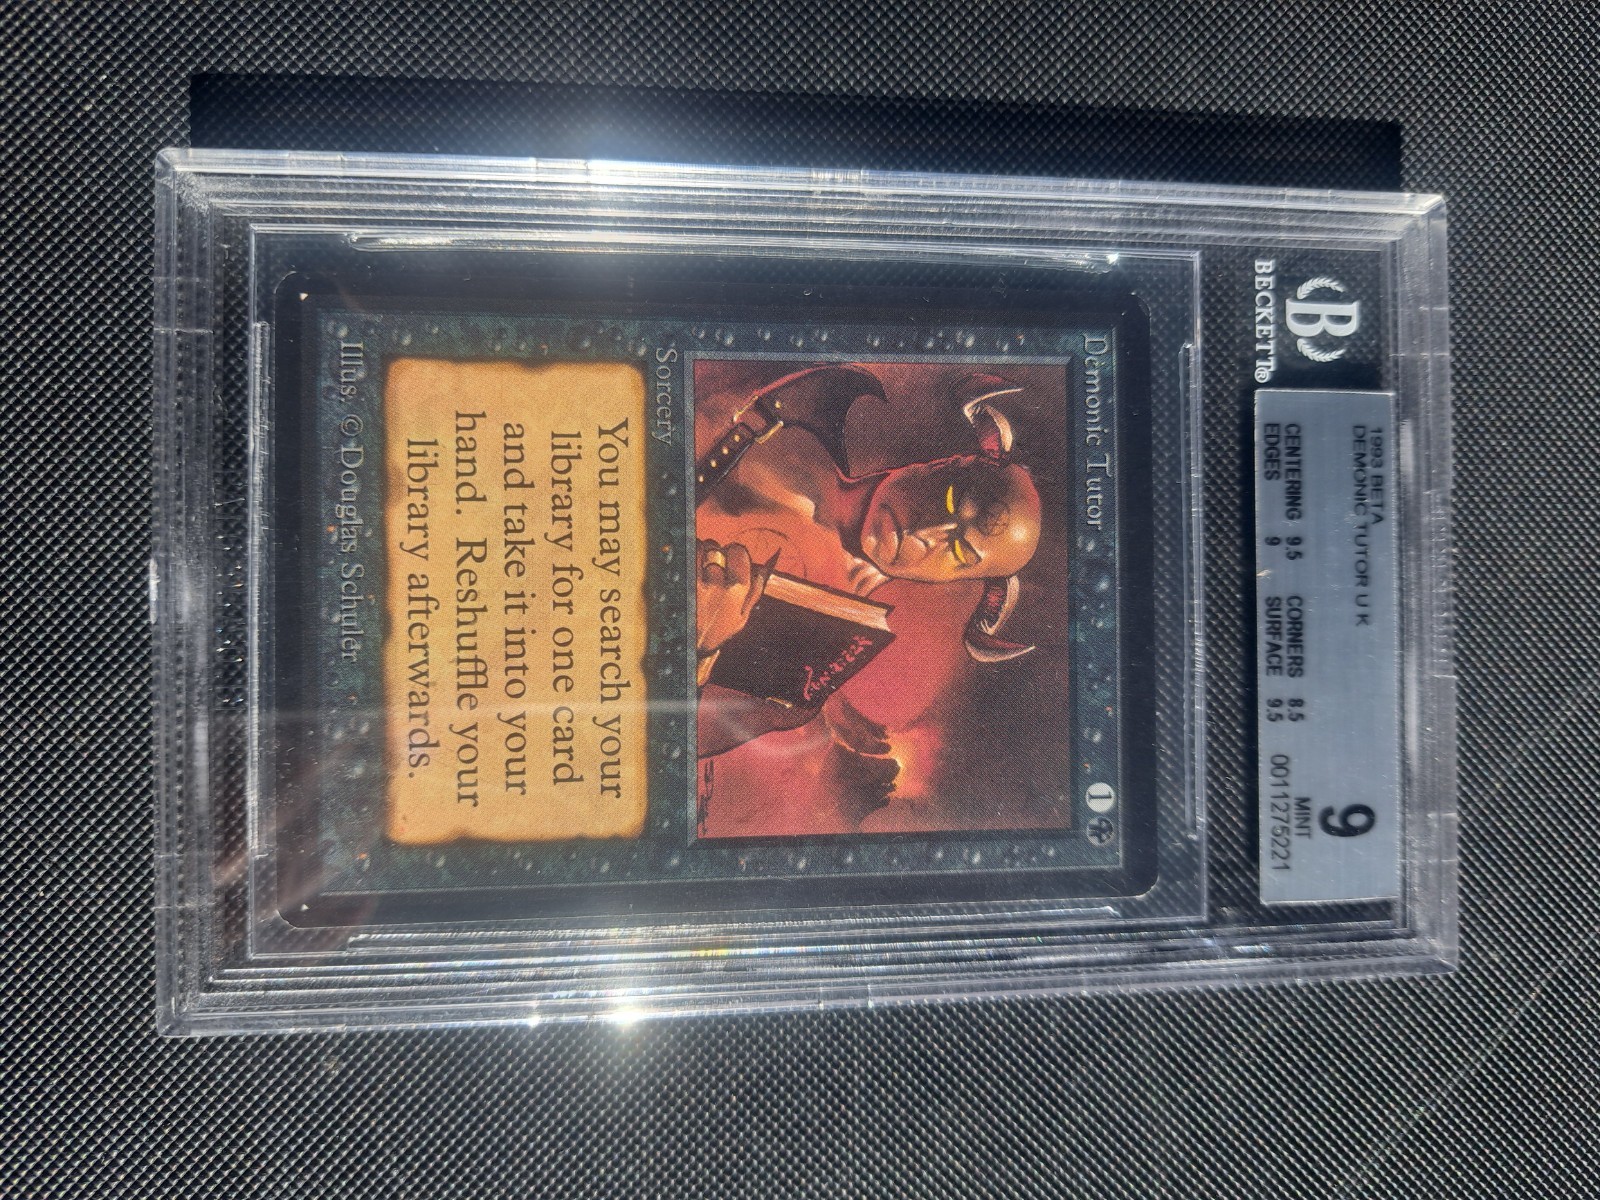 BECKETT®
1993 BETA
DEMONIC TUTOR U K
CENTERING 9.5 CORNERS 8.5
EDGES 9 SURFACE 9.5
9
MINT
0011275221
Demonic Tutor
1
Sorcery
You may search your
library for one card
and take it into your
hand. Reshuffle your
library afterwards.
Illus. © Douglas Schuler